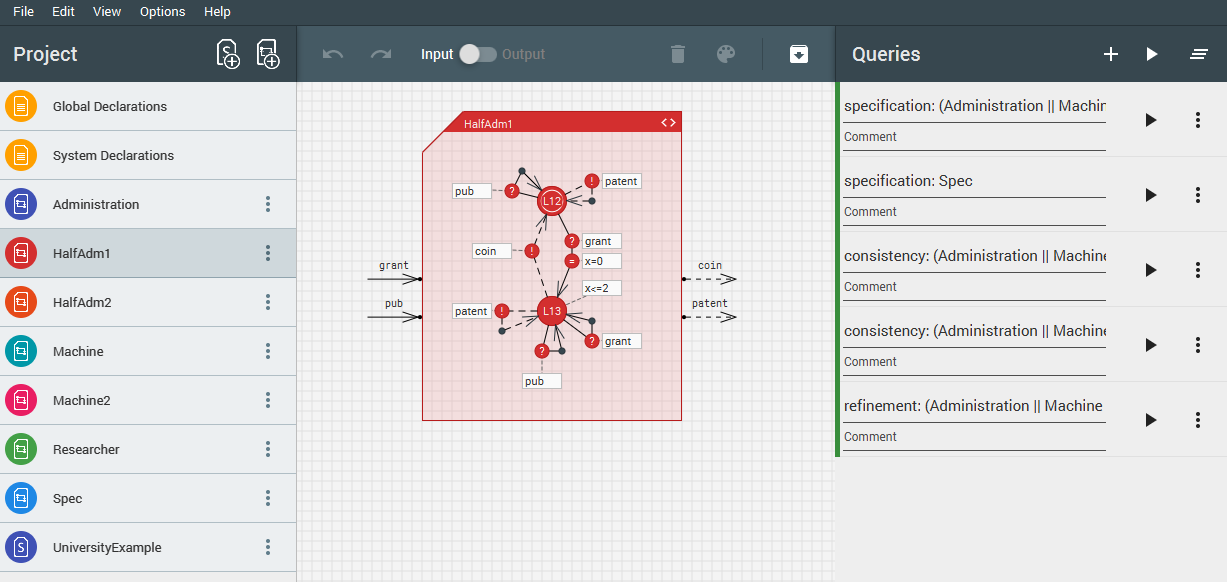 File Edit View Options Help
Project
Input Output
Queries
Global Declarations
System Declarations
Administration
HalfAdm1
HalfAdm2
Machine
Machine2
Researcher
Spec
S UniversityExample
HalfAdm1 <>
pub ? L12 ! patent
coin ! ? grant
= x=0
x<=2
patent ! L13
? grant
?
pub
grant
pub
coin
patent
specification: (Administration || Machin
Comment
specification: Spec
Comment
consistency: (Administration || Machine
Comment
consistency: (Administration || Machine
Comment
refinement: (Administration || Machine
Comment